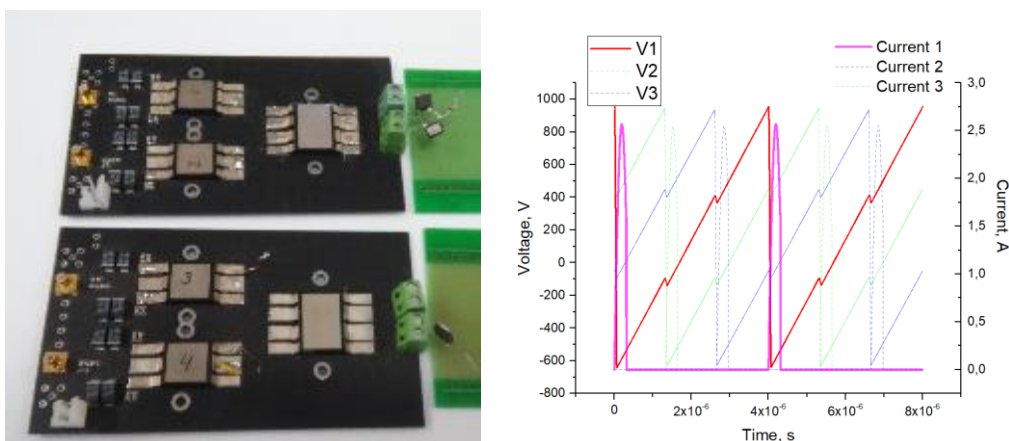 3
4
V1
V2
V3
Current 1
Current 2
Current 3
1000
800
600
400
200
0
-200
-400
-600
-800
Voltage, V
3,0
2,5
2,0
1,5
1,0
0,5
0,0
Current, A
0
2x10⁻⁶
4x10⁻⁶
6x10⁻⁶
8x10⁻⁶
Time, s